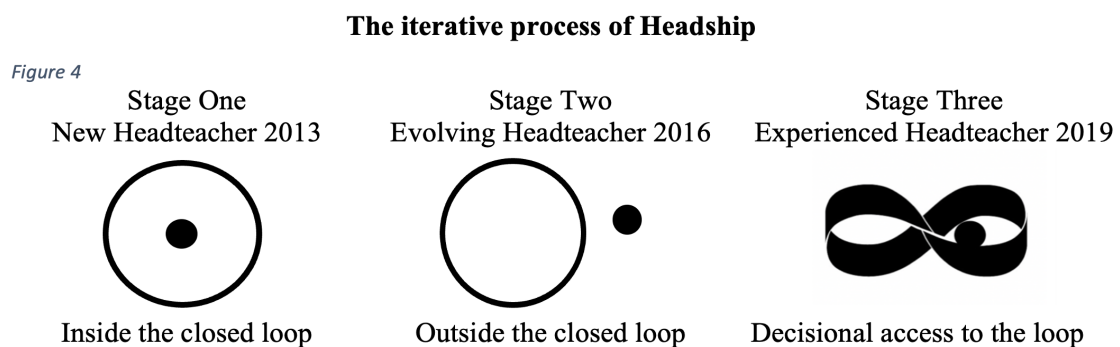 The iterative process of Headship
Figure 4
Stage One
New Headteacher 2013
Inside the closed loop
Stage Two
Evolving Headteacher 2016
Outside the closed loop
Stage Three
Experienced Headteacher 2019
Decisional access to the loop